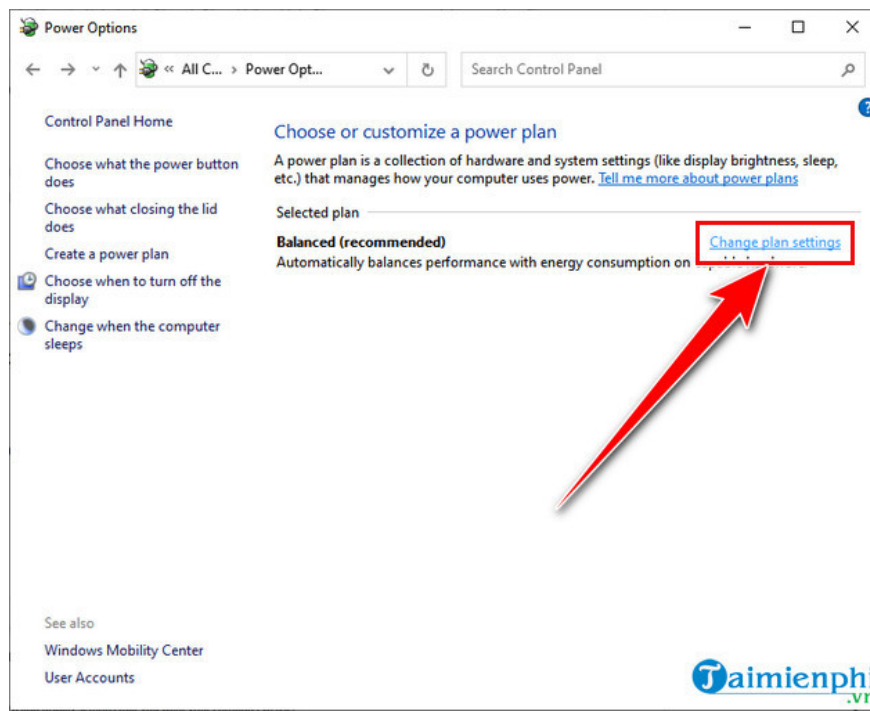 Power Options
« All C... › Power Opt...
Search Control Panel
Control Panel Home
Choose what the power button
does
Choose what closing the lid
does
Create a power plan
Choose when to turn off the
display
Change when the computer
sleeps
Choose or customize a power plan
A power plan is a collection of hardware and system settings (like display brightness, sleep,
etc.) that manages how your computer uses power. Tell me more about power plans
Selected plan
Balanced (recommended)
Change plan settings
Automatically balances performance with energy consumption on
See also
Windows Mobility Center
User Accounts
Taimienphi
.vn